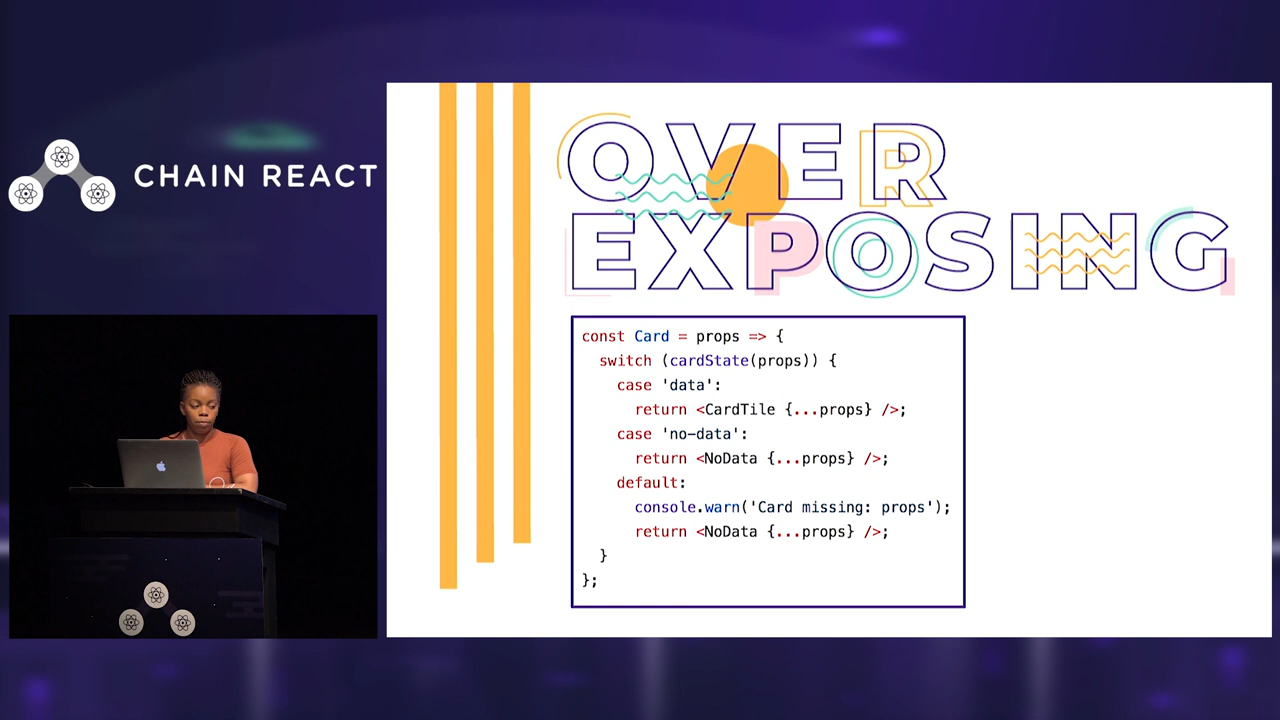 CHAIN REACT
OVER
EXPOSING
const Card = props => {
  switch (cardState(props)) {
    case 'data':
      return <CardTile {...props} />;
    case 'no-data':
      return <NoData {...props} />;
    default:
      console.warn('Card missing: props');
      return <NoData {...props} />;
  }
};